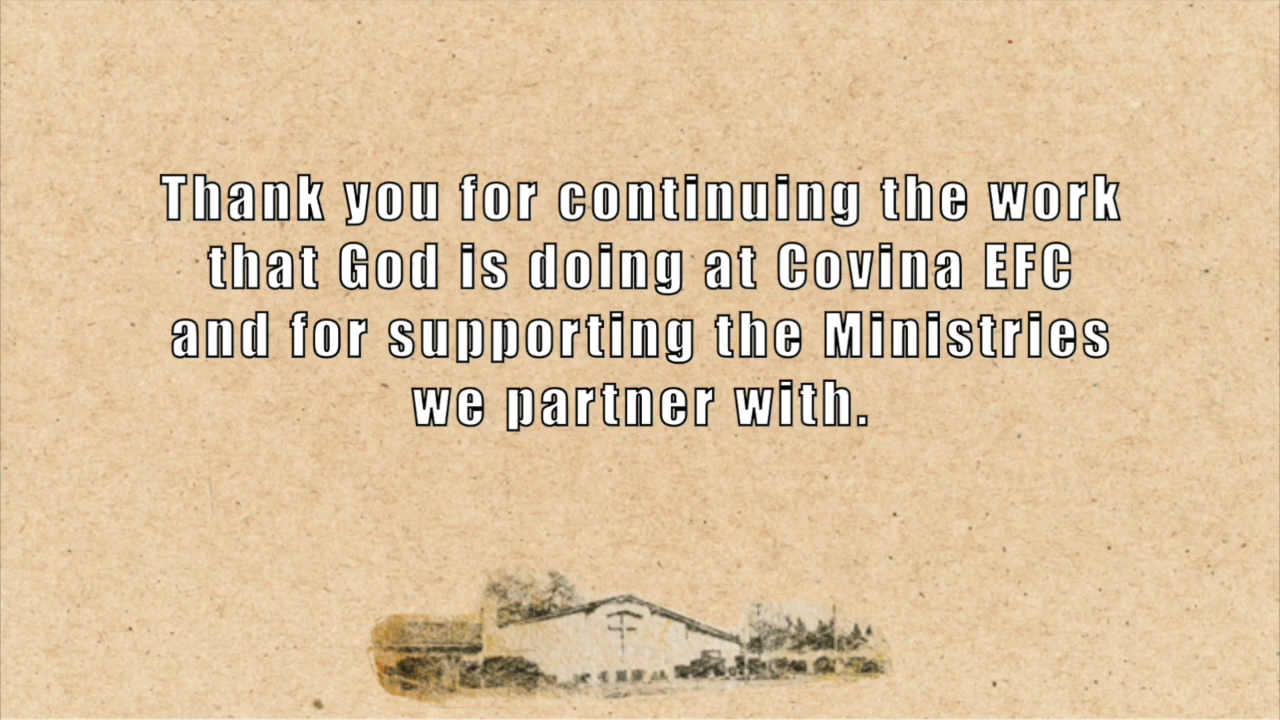 Thank you for continuing the work
that God is doing at Covina EFC
and for supporting the Ministries
we partner with.